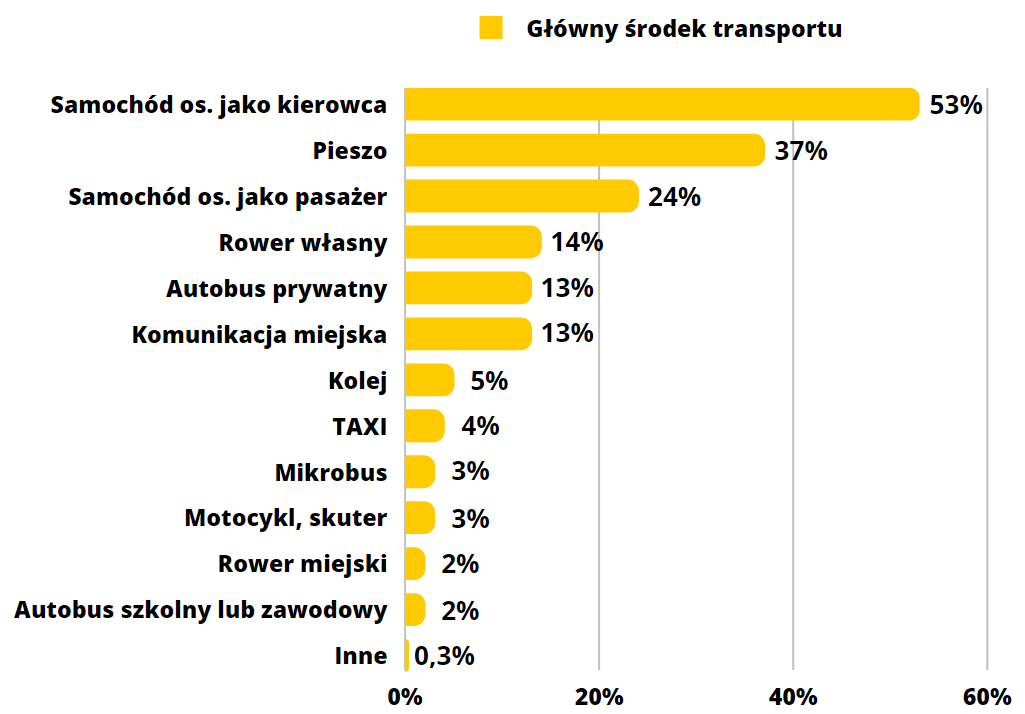 Główny środek transportu
Samochód os. jako kierowca 53%
Pieszo 37%
Samochód os. jako pasażer 24%
Rower własny 14%
Autobus prywatny 13%
Komunikacja miejska 13%
Kolej 5%
TAXI 4%
Mikrobus 3%
Motocykl, skuter 3%
Rower miejski 2%
Autobus szkolny lub zawodowy 2%
Inne 0,3%
0% 20% 40% 60%